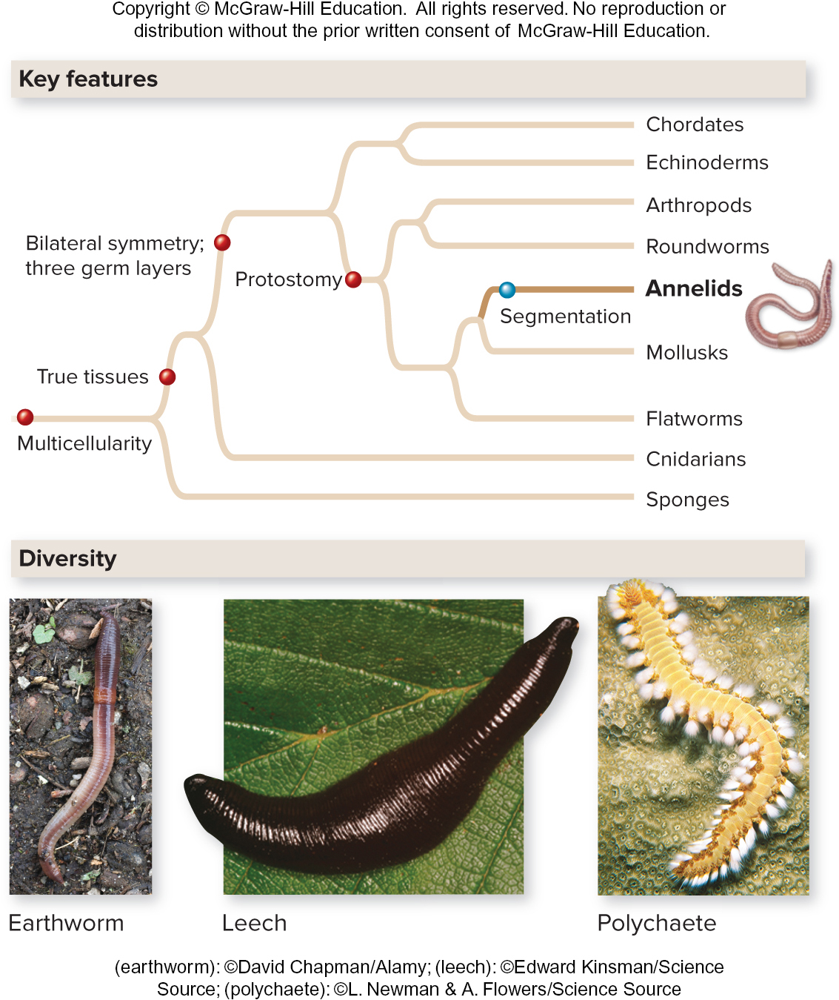 Copyright © McGraw-Hill Education.  All rights reserved. No reproduction or
distribution without the prior written consent of McGraw-Hill Education.
Key features
Chordates
Echinoderms
Arthropods
Bilateral symmetry;
three germ layers
Roundworms
Protostomy
Annelids
Segmentation
Mollusks
True tissues
Flatworms
Multicellularity
Cnidarians
Sponges
Diversity
Earthworm
Leech
Polychaete
(earthworm): ©David Chapman/Alamy; (leech): ©Edward Kinsman/Science
Source; (polychaete): ©L. Newman & A. Flowers/Science Source